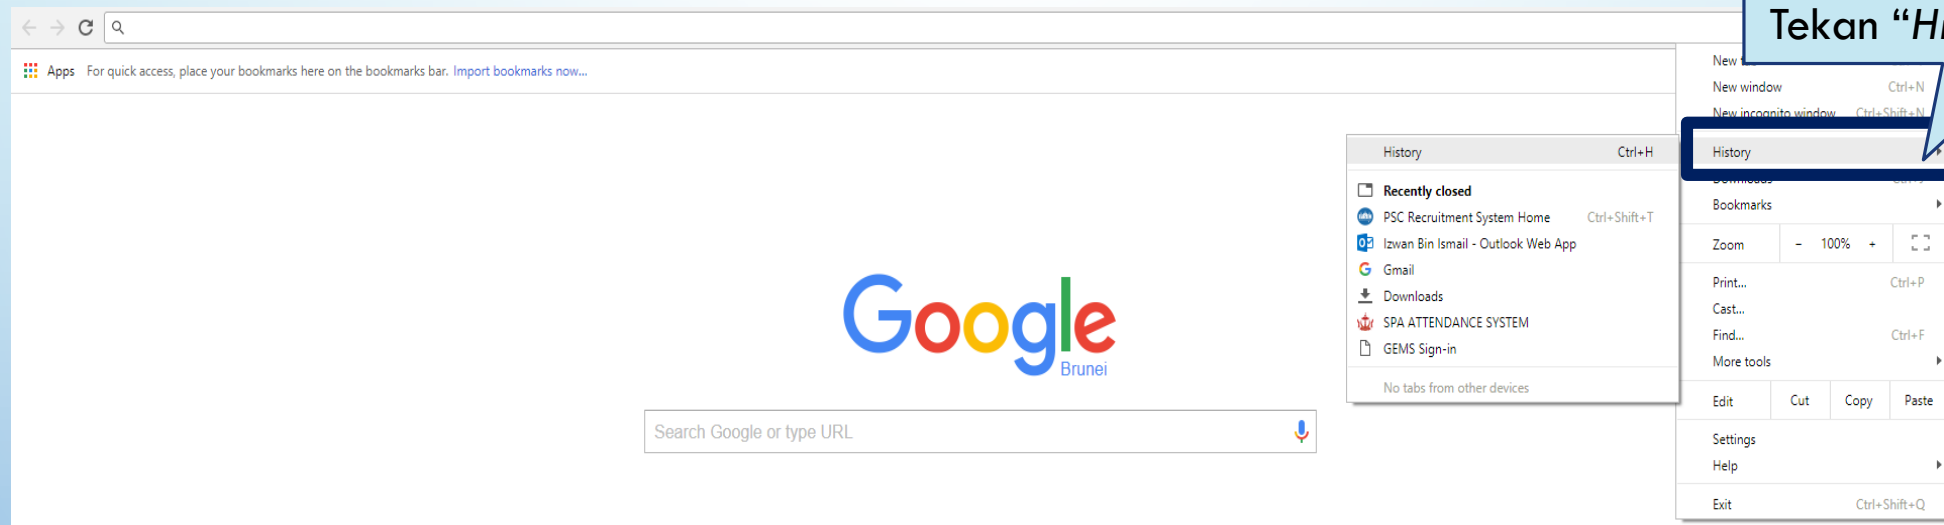 Tekan “Hi
Apps For quick access, place your bookmarks here on the bookmarks bar. Import bookmarks now...
New
New window Ctrl+N
New incognito window Ctrl+Shift+N
History
Downloads
Bookmarks
Zoom - 100% +
Print... Ctrl+P
Cast...
Find... Ctrl+F
More tools
Edit Cut Copy Paste
Settings
Help
Exit Ctrl+Shift+Q
History Ctrl+H
Recently closed
PSC Recruitment System Home Ctrl+Shift+T
Izwan Bin Ismail - Outlook Web App
Gmail
Downloads
SPA ATTENDANCE SYSTEM
GEMS Sign-in
No tabs from other devices
Google
Brunei
Search Google or type URL